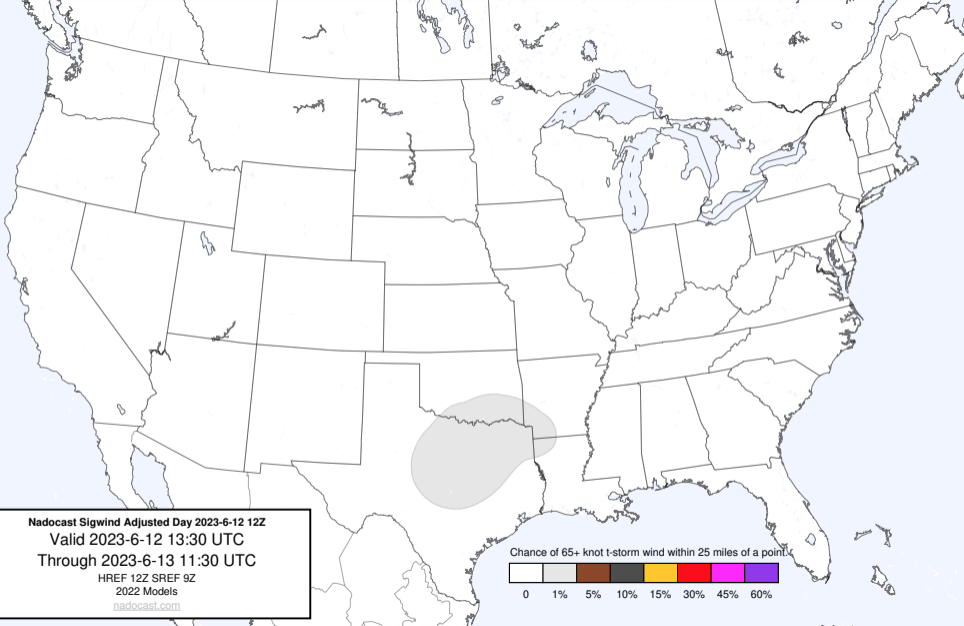 Nadocast Sigwind Adjusted Day 2023-6-12 12Z
Valid 2023-6-12 13:30 UTC
Through 2023-6-13 11:30 UTC
HREF 12Z SREF 9Z
2022 Models
nadocast.com
Chance of 65+ knot t-storm wind within 25 miles of a point.
0 1% 5% 10% 15% 30% 45% 60%